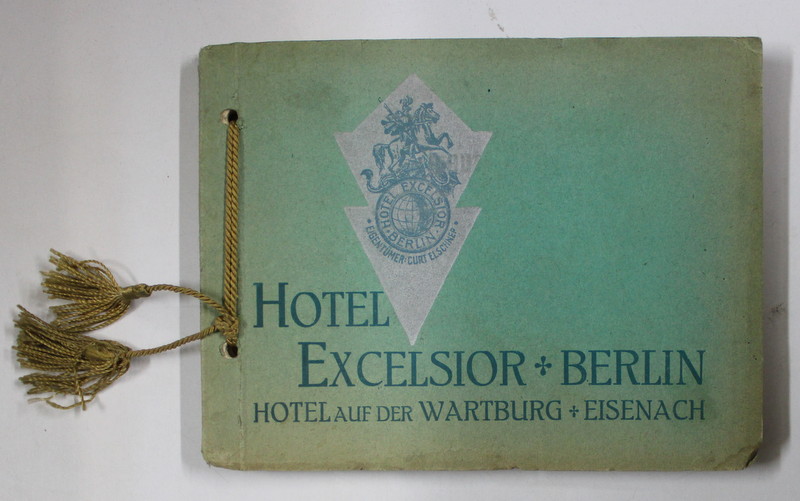 HOTEL EXCELSIOR
· BERLIN ·
* EIGENTÜMER: CURT ELSCHNER *
HOTEL
EXCELSIOR ✣ BERLIN
HOTEL AUF DER WARTBURG ✣ EISENACH